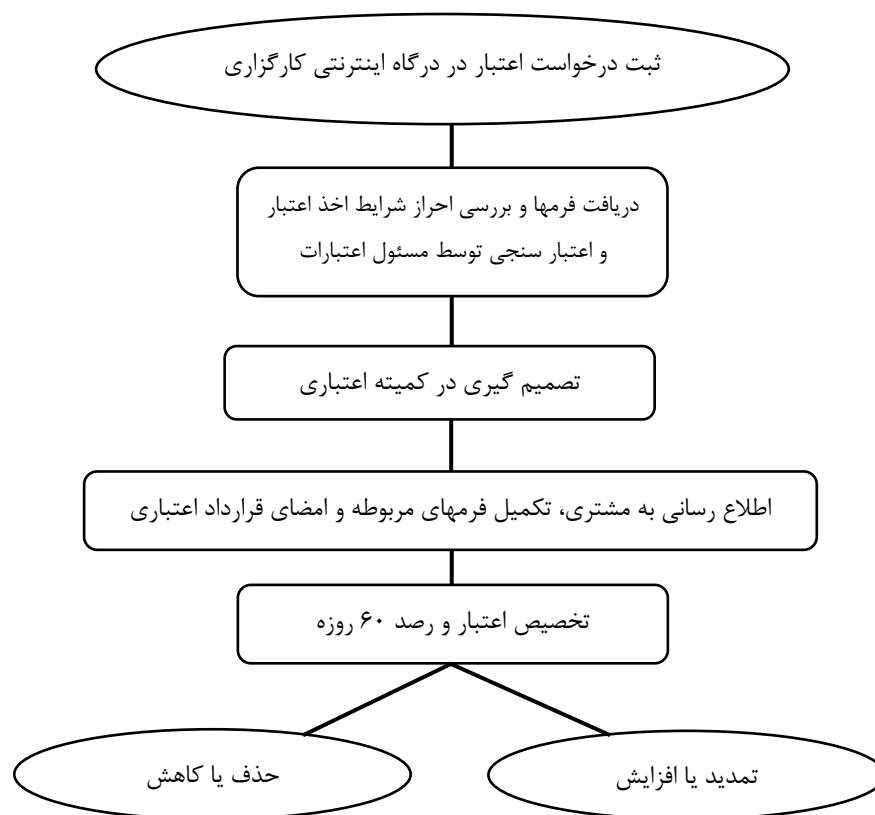 ثبت درخواست اعتبار در درگاه اینترنتی کارگزاری
دریافت فرمها و بررسی احراز شرایط اخذ اعتبار
و اعتبار سنجی توسط مسئول اعتبارات
تصمیم گیری در کمیته اعتباری
اطلاع رسانی به مشتری، تکمیل فرمهای مربوطه و امضای قرارداد اعتباری
تخصیص اعتبار و رصد ۶۰ روزه
تمدید یا افزایش
حذف یا کاهش